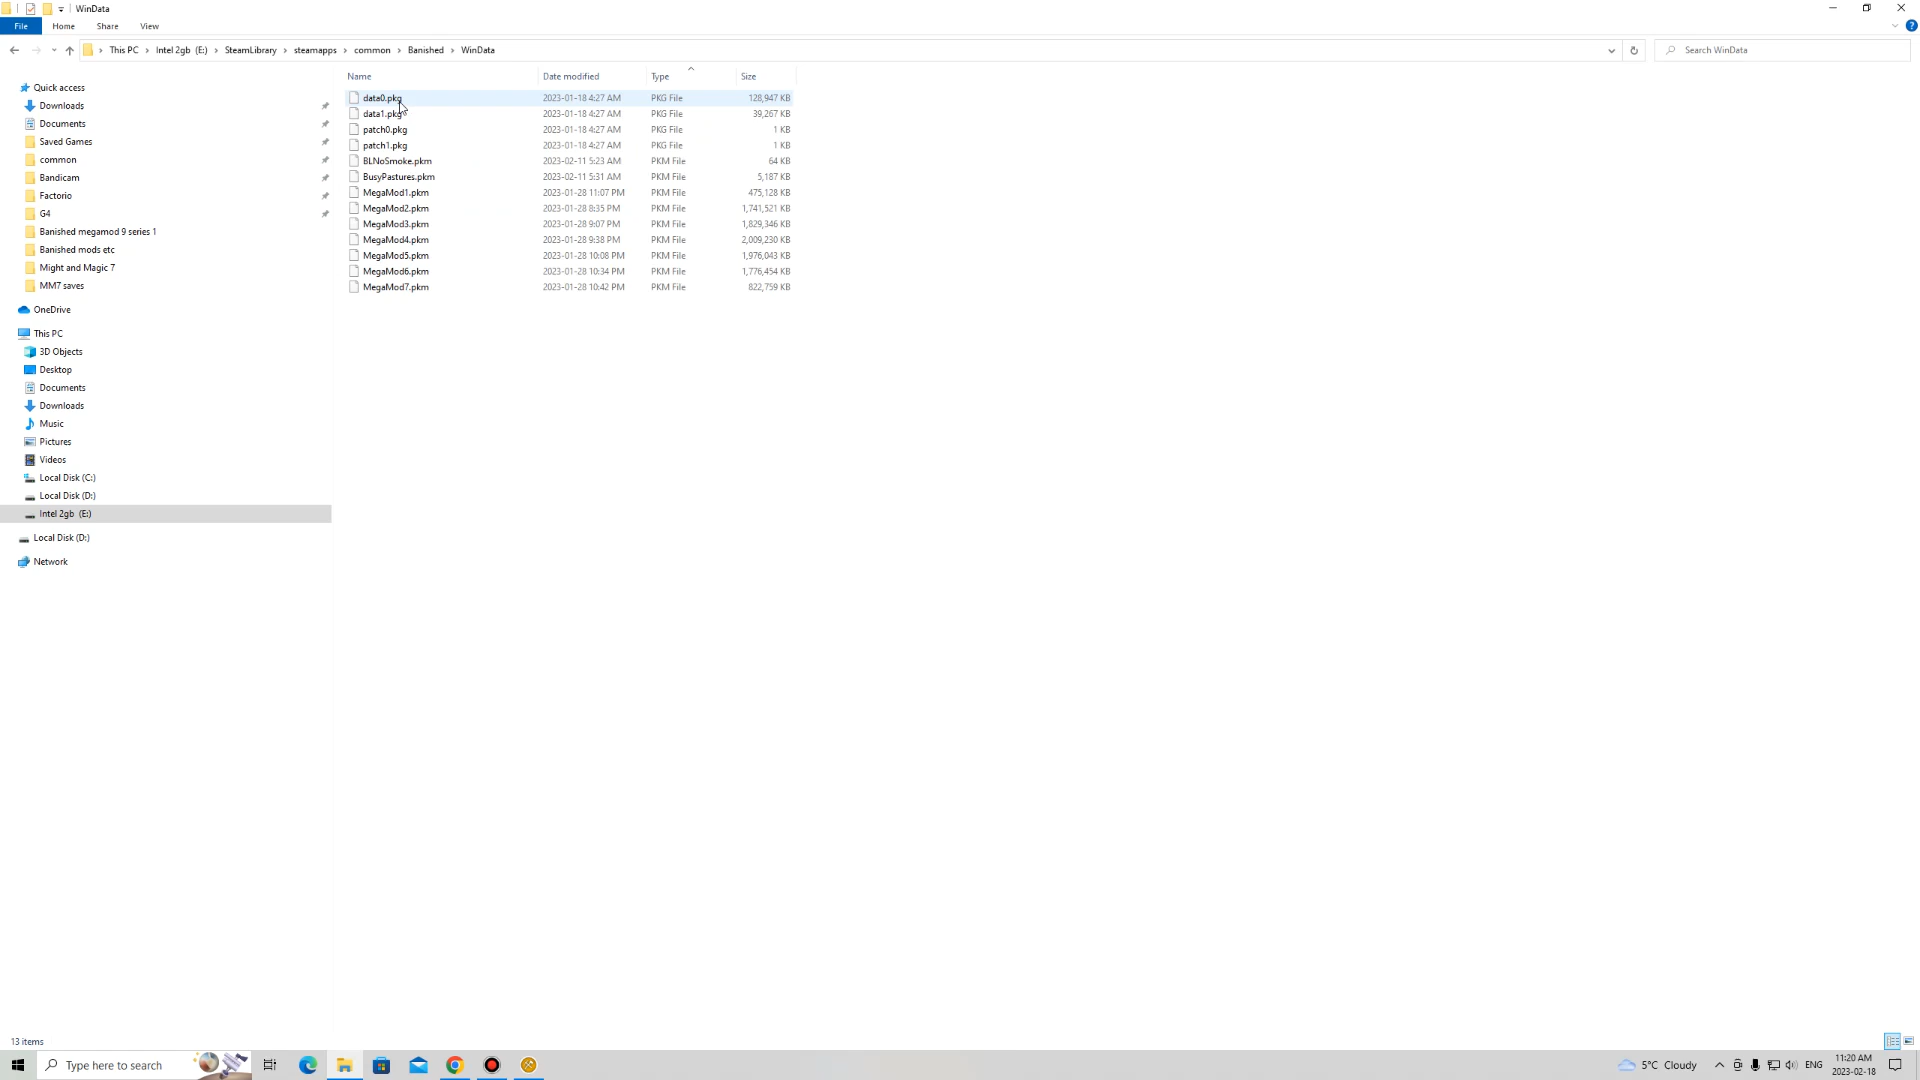 WinData
File Home Share View
This PC Intel 2gb (E:) SteamLibrary steamapps common Banished WinData
Search WinData
Name Date modified Type Size
Quick access
Downloads
Documents
Saved Games
common
Bandicam
Factorio
G4
Banished megamod 9 series 1
Banished mods etc
Might and Magic 7
MM7 saves
OneDrive
This PC
3D Objects
Desktop
Documents
Downloads
Music
Pictures
Videos
Local Disk (C:)
Local Disk (D:)
Intel 2gb (E:)
Local Disk (D:)
Network
data0.pkg 2023-01-18 4:27 AM PKG File 128,947 KB
data1.pkg 2023-01-18 4:27 AM PKG File 39,267 KB
patch0.pkg 2023-01-18 4:27 AM PKG File 1 KB
patch1.pkg 2023-01-18 4:27 AM PKG File 1 KB
BLNoSmoke.pkm 2023-02-11 5:23 AM PKM File 64 KB
BusyPastures.pkm 2023-02-11 5:31 AM PKM File 5,187 KB
MegaMod1.pkm 2023-01-28 11:07 PM PKM File 475,128 KB
MegaMod2.pkm 2023-01-28 8:35 PM PKM File 1,741,521 KB
MegaMod3.pkm 2023-01-28 9:07 PM PKM File 1,829,346 KB
MegaMod4.pkm 2023-01-28 9:38 PM PKM File 2,009,230 KB
MegaMod5.pkm 2023-01-28 10:08 PM PKM File 1,976,043 KB
MegaMod6.pkm 2023-01-28 10:34 PM PKM File 1,776,454 KB
MegaMod7.pkm 2023-01-28 10:42 PM PKM File 822,759 KB
13 items
Type here to search
5°C Cloudy
ENG
11:20 AM
2023-02-18